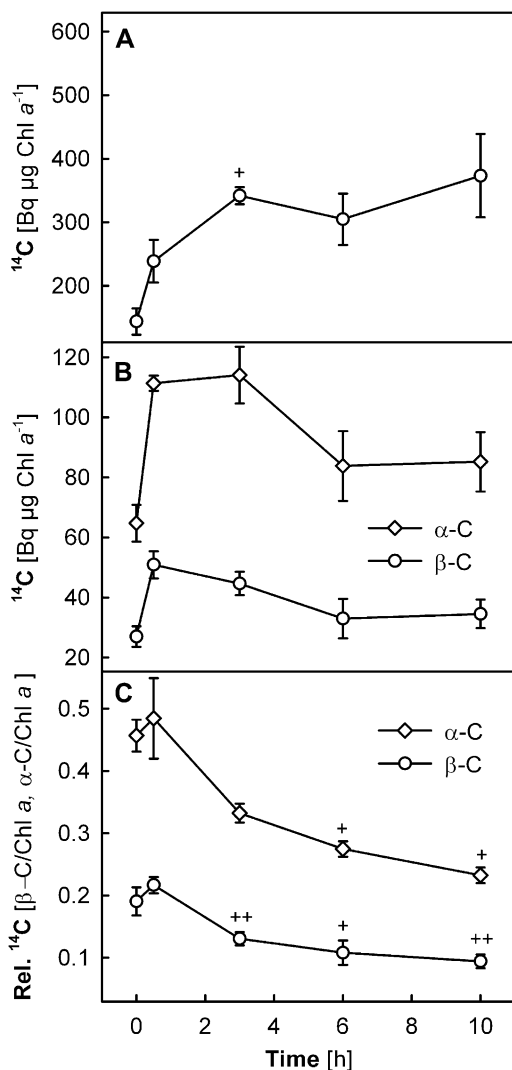 A
600
500
400
300
200
¹⁴C [Bq µg Chl a⁻¹]
+
B
120
100
80
60
40
20
¹⁴C [Bq µg Chl a⁻¹]
α-C
β-C
C
0.5
0.4
0.3
0.2
0.1
Rel. ¹⁴C [β–C/Chl a, α-C/Chl a ]
α-C
β-C
+
+
++
+
++
0 2 4 6 8 10
Time [h]